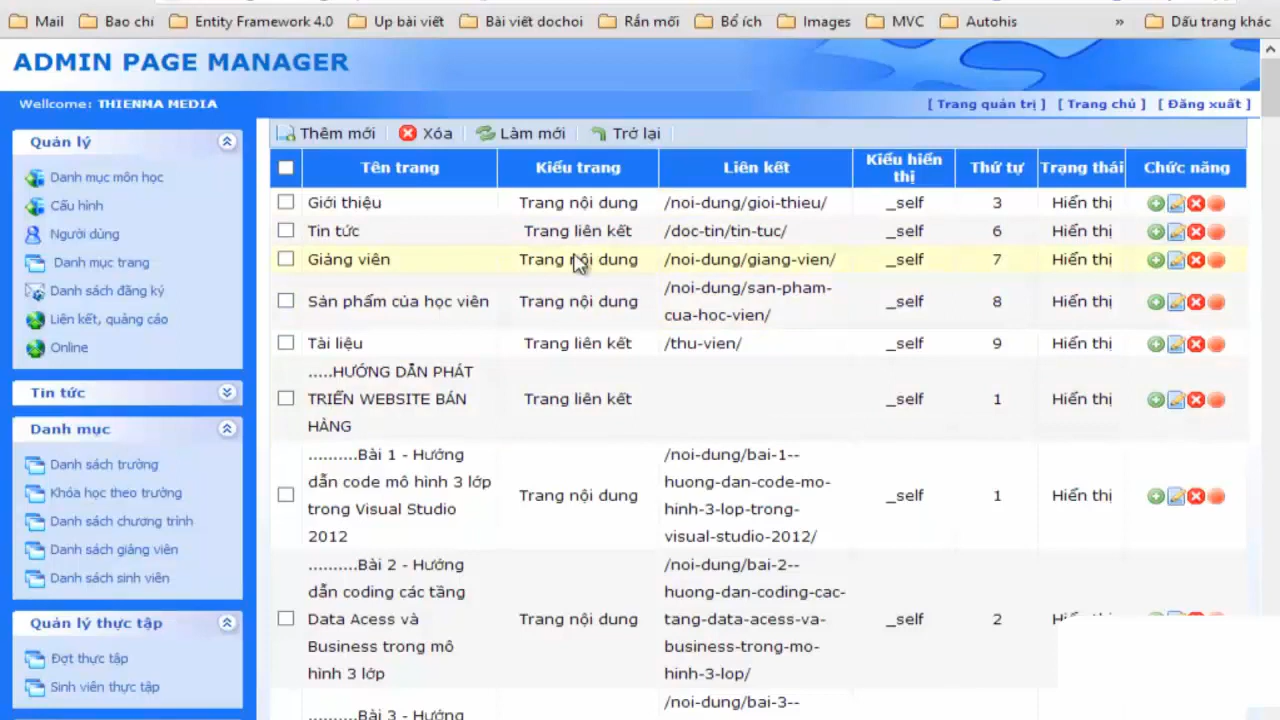 Mail Bao chí Entity Framework 4.0 Up bài viết Bài viết dochoi Rắn mối Bổ ích Images MVC Autohis » Dấu trang khác
ADMIN PAGE MANAGER
Wellcome: THIENMA MEDIA [ Trang quản trị ] [ Trang chủ ] [ Đăng xuất ]
Quản lý
Danh mục môn học
Cấu hình
Người dùng
Danh mục trang
Danh sách đăng ký
Liên kết, quảng cáo
Online
Tin tức
Danh mục
Danh sách trường
Khóa học theo trường
Danh sách chương trình
Danh sách giảng viên
Danh sách sinh viên
Quản lý thực tập
Đợt thực tập
Sinh viên thực tập
Thêm mới Xóa Làm mới Trở lại
Tên trang Kiểu trang Liên kết Kiểu hiển thị Thứ tự Trạng thái Chức năng
Giới thiệu Trang nội dung /noi-dung/gioi-thieu/ _self 3 Hiển thị
Tin tức Trang liên kết /doc-tin/tin-tuc/ _self 6 Hiển thị
Giảng viên Trang nội dung /noi-dung/giang-vien/ _self 7 Hiển thị
Sản phẩm của học viên Trang nội dung /noi-dung/san-pham-
cua-hoc-vien/ _self 8 Hiển thị
Tài liệu Trang liên kết /thu-vien/ _self 9 Hiển thị
.....HƯỚNG DẪN PHÁT
TRIỂN WEBSITE BÁN
HÀNG Trang liên kết _self 1 Hiển thị
..........Bài 1 - Hướng
dẫn code mô hình 3 lớp
trong Visual Studio
2012 Trang nội dung /noi-dung/bai-1--
huong-dan-code-mo-
hinh-3-lop-trong-
visual-studio-2012/ _self 1 Hiển thị
..........Bài 2 - Hướng
dẫn coding các tầng
Data Acess và
Business trong mô
hình 3 lớp Trang nội dung /noi-dung/bai-2--
huong-dan-coding-cac-
tang-data-acess-va-
business-trong-mo-
hinh-3-lop/ _self 2
..........Bài 3 - Hướng /noi-dung/bai-3--